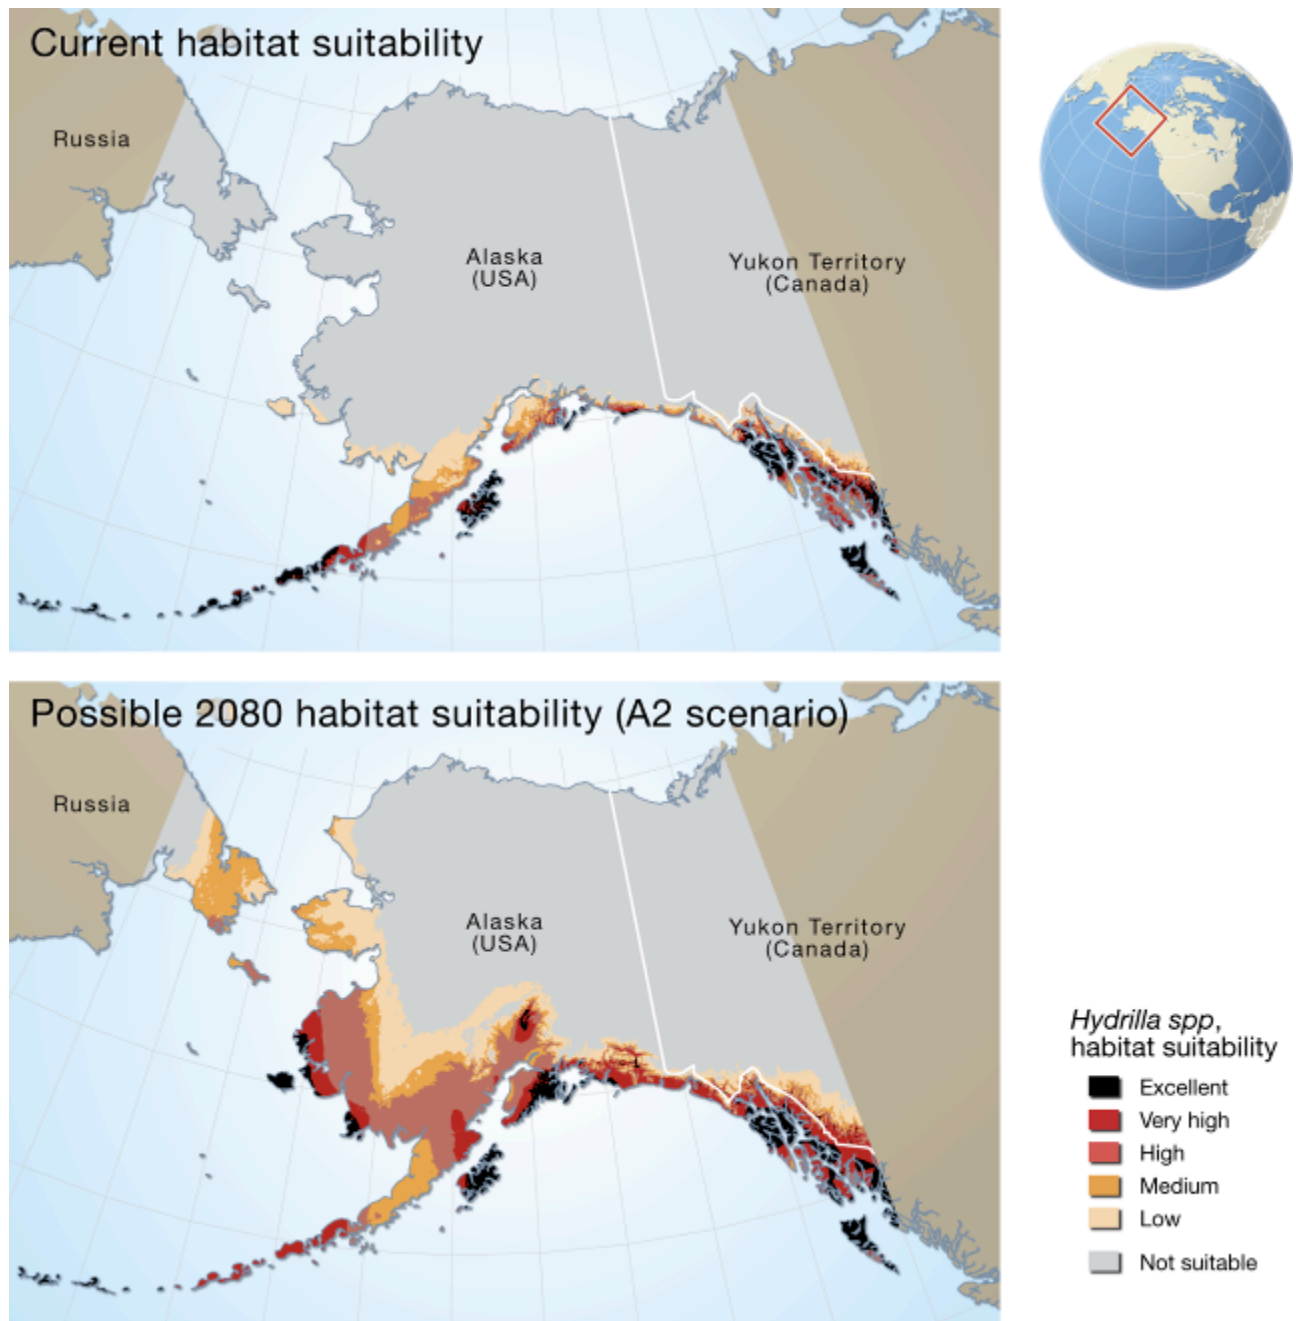 Current habitat suitability
Russia
Alaska
(USA)
Yukon Territory
(Canada)
Possible 2080 habitat suitability (A2 scenario)
Russia
Alaska
(USA)
Yukon Territory
(Canada)
Hydrilla spp,
habitat suitability
Excellent
Very high
High
Medium
Low
Not suitable